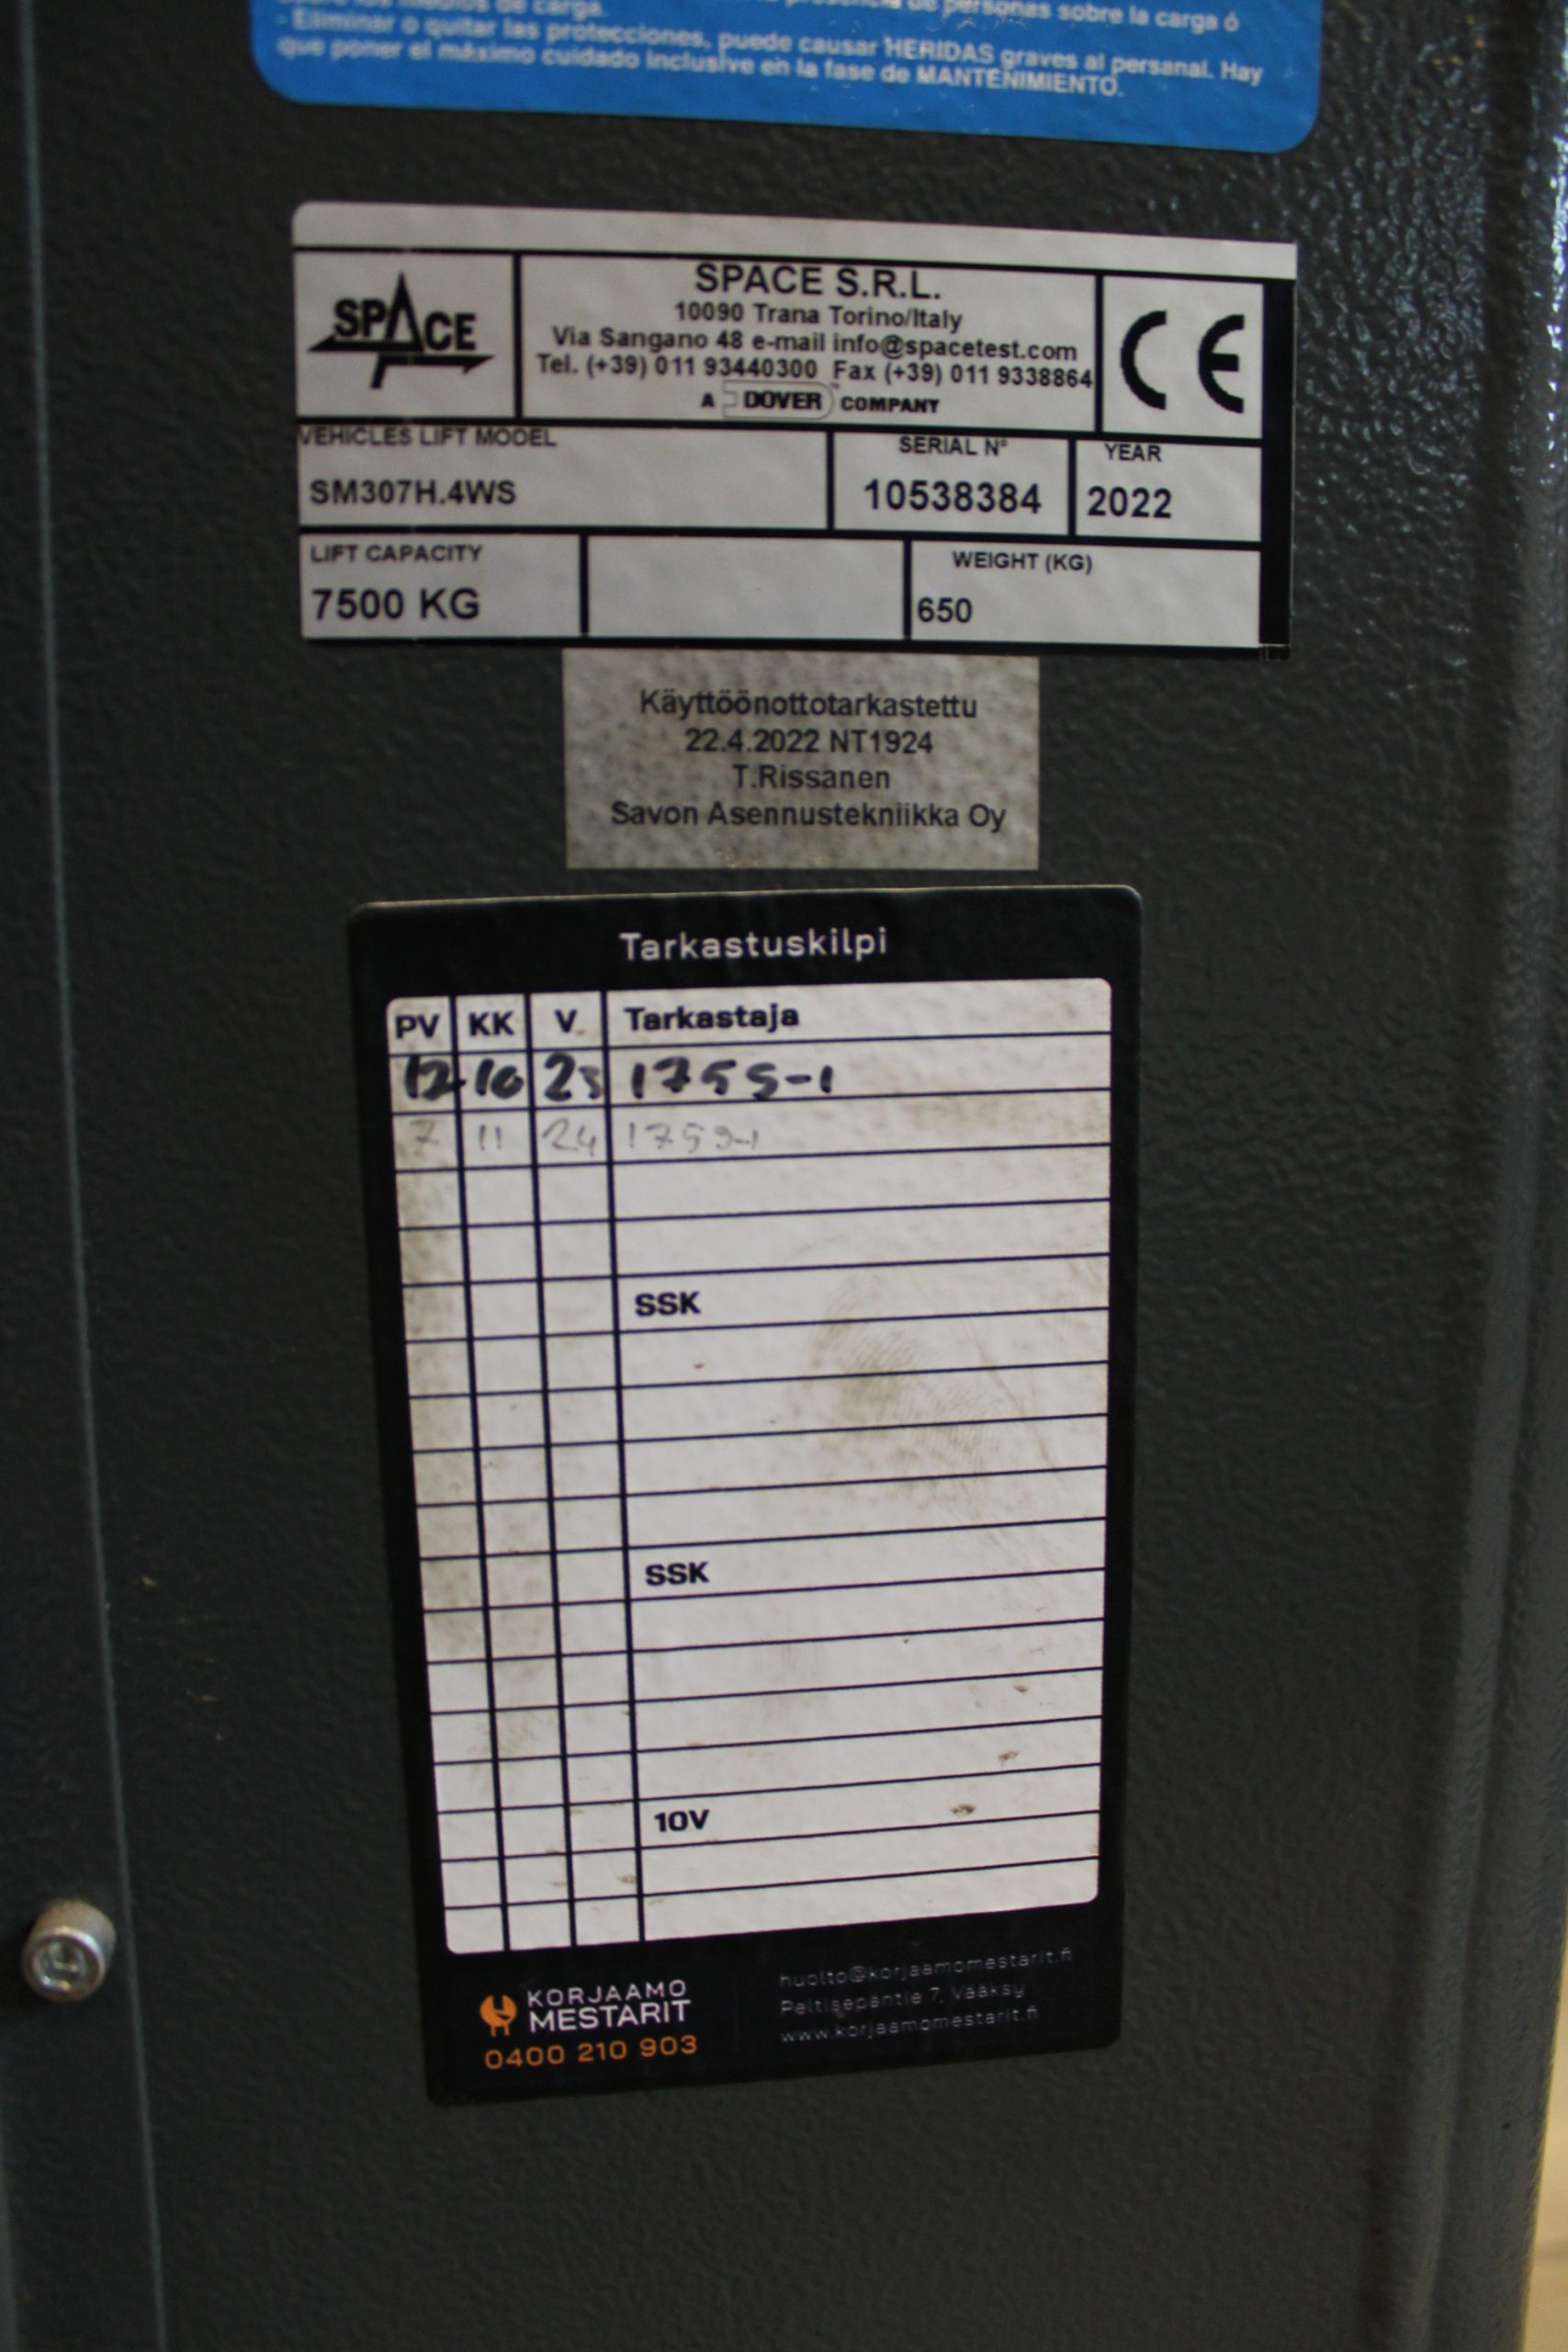 personas sobre la carga ó
- Eliminar o quitar las protecciones, puede causar HERIDAS graves al personal. Hay
que poner el máximo cuidado inclusive en la fase de MANTENIMIENTO.
SPACE
SPACE S.R.L.
10090 Trana Torino/Italy
Via Sangano 48 e-mail info@spacetest.com
Tel. (+39) 011 93440300 Fax (+39) 011 9338864
A DOVER COMPANY
CE
VEHICLES LIFT MODEL SERIAL N° YEAR
SM307H.4WS 10538384 2022
LIFT CAPACITY WEIGHT (KG)
7500 KG 650
Käyttöönottotarkastettu
22.4.2022 NT1924
T.Rissanen
Savon Asennustekniikka Oy
Tarkastuskilpi
PV KK V Tarkastaja
12 10 23 1755-1
7 11 24
SSK
SSK
10V
KORJAAMO
MESTARIT
0400 210 903
huolto@korjaamomestarit.fi
Peltisepäntie 7, Vääksy
www.korjaamomestarit.fi